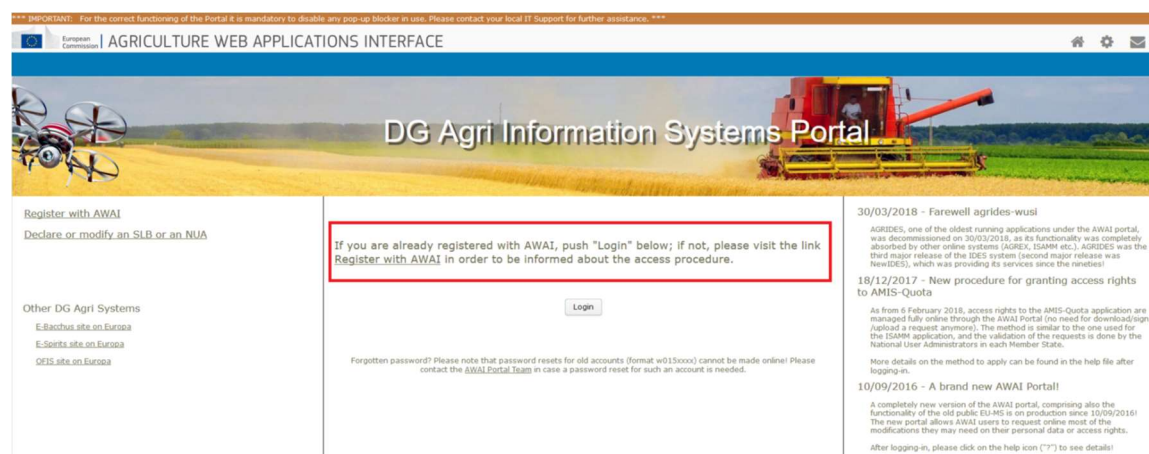 *** IMPORTANT: For the correct functioning of the Portal it is mandatory to disable any pop-up blocker in use. Please contact your local IT Support for further assistance. ***
European
Commission
AGRICULTURE WEB APPLICATIONS INTERFACE
DG Agri Information Systems Portal
Register with AWAI
Declare or modify an SLB or an NUA
Other DG Agri Systems
E-Bacchus site on Europa
E-Spirits site on Europa
OFIS site on Europa
If you are already registered with AWAI, push "Login" below; if not, please visit the link
Register with AWAI in order to be informed about the access procedure.
Login
Forgotten password? Please note that password resets for old accounts (format w015xxxx) cannot be made online! Please
contact the AWAI Portal Team in case a password reset for such an account is needed.
30/03/2018 - Farewell agrides-wusi
AGRIDES, one of the oldest running applications under the AWAI portal,
was decommissioned on 30/03/2018, as its functionality was completely
absorbed by other online systems (AGREX, ISAMM etc.). AGRIDES was the
third major release of the IDES system (second major release was
NewIDES), which was providing its services since the nineties!
18/12/2017 - New procedure for granting access rights
to AMIS-Quota
As from 6 February 2018, access rights to the AMIS-Quota application are
managed fully online through the AWAI Portal (no need for download/sign
/upload a request anymore). The method is similar to the one used for
the ISAMM application, and the validation of the requests is done by the
National User Administrators in each Member State.
More details on the method to apply can be found in the help file after
logging-in.
10/09/2016 - A brand new AWAI Portal!
A completely new version of the AWAI portal, comprising also the
functionality of the old public EU-MS is on production since 10/09/2016!
The new portal allows AWAI users to request online most of the
modifications they may need on their personal data or access rights.
After logging-in, please click on the help icon ("?") to see details!